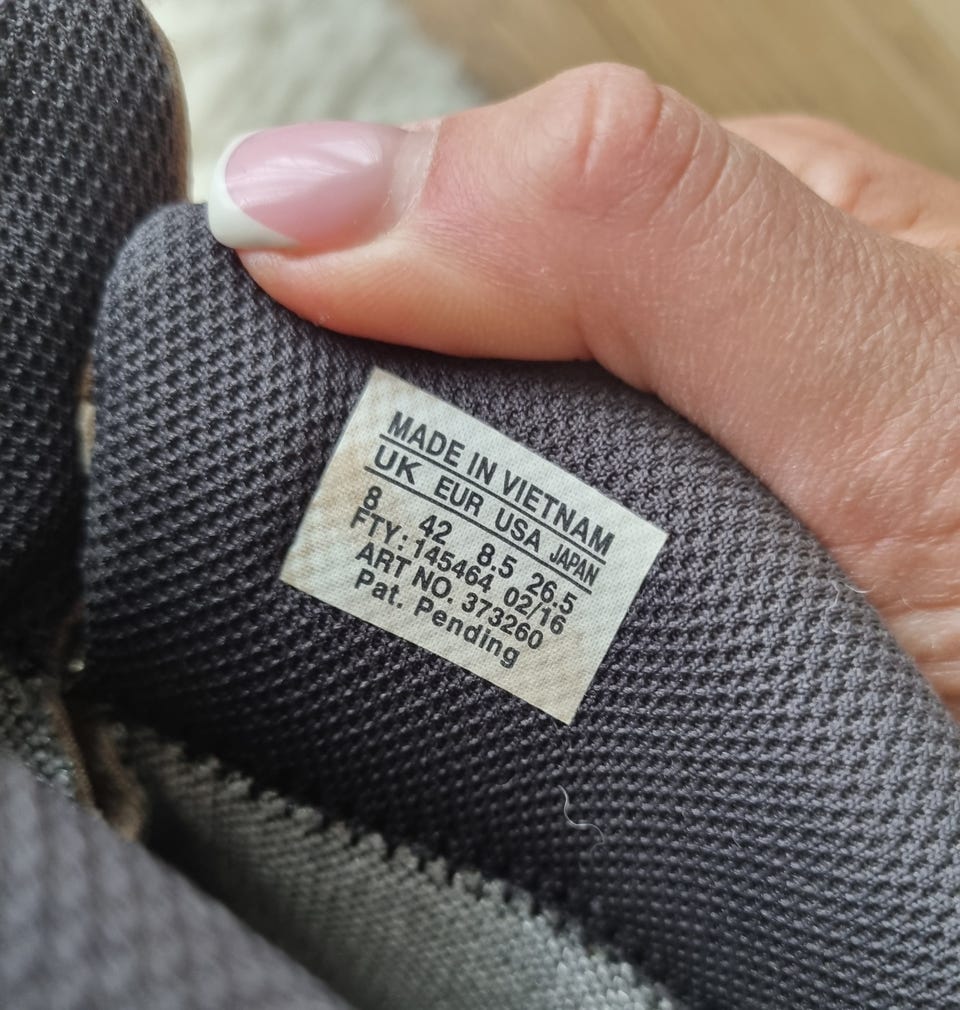 MADE IN VIETNAM
UK EUR USA JAPAN
8 42 8.5 26.5
FTY: 145464 02/16
ART NO. 373260
Pat. Pending